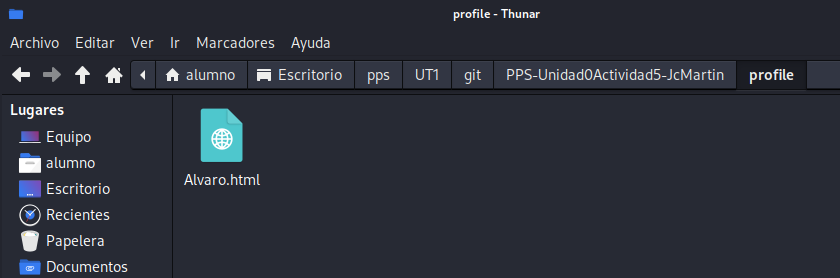 profile - Thunar
Archivo Editar Ver Ir Marcadores Ayuda
alumno Escritorio pps UT1 git PPS-Unidad0Actividad5-JcMartin profile
Lugares
Equipo
alumno
Escritorio
Recientes
Papelera
Documentos
Alvaro.html